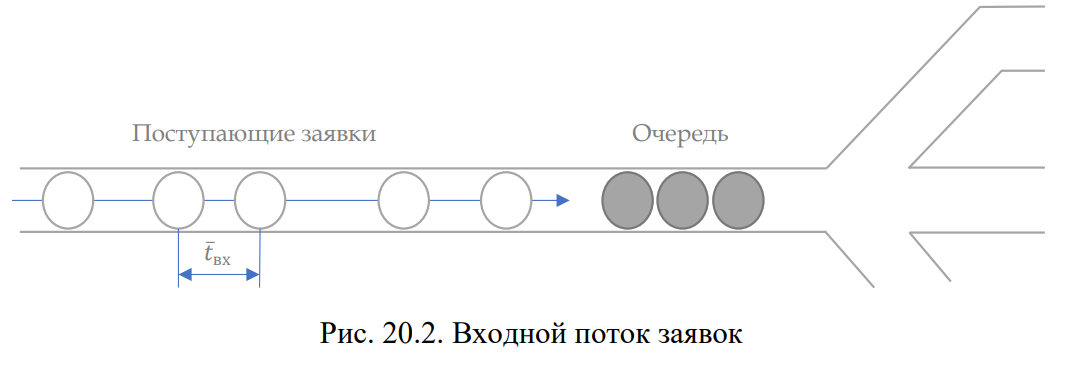 Поступающие заявки
Очередь
t̄вх
Рис. 20.2. Входной поток заявок